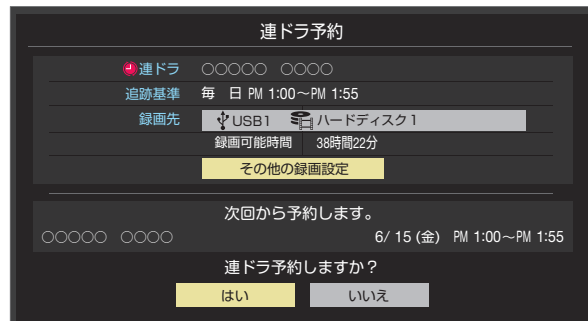 連ドラ予約
連ドラ ○○○○○ ○○○○
追跡基準 毎 日 PM 1:00~PM 1:55
録画先 USB1 ハードディスク1
録画可能時間 38時間22分
その他の録画設定
次回から予約します。
○○○○○ ○○○○ 6/ 15 (金) PM 1:00~PM 1:55
連ドラ予約しますか？
はい いいえ